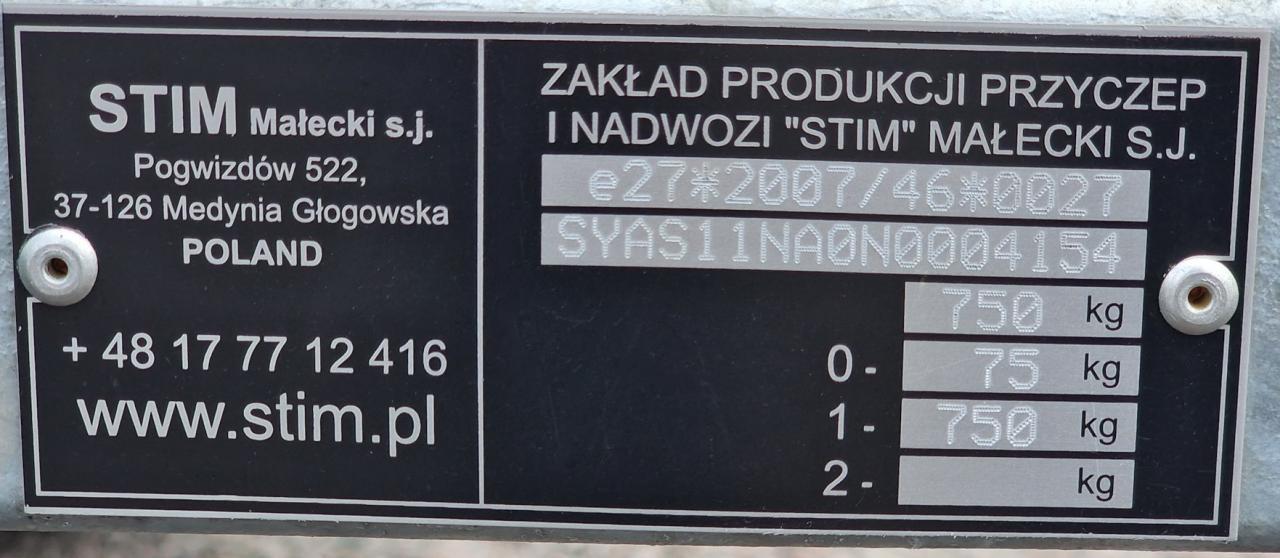 STIM Małecki s.j.
Pogwizdów 522,
37-126 Medynia Głogowska
POLAND
+ 48 17 77 12 416
www.stim.pl
ZAKŁAD PRODUKCJI PRZYCZEP
I NADWOZI "STIM" MAŁECKI S.J.
e27*2007/46*0027
SYAS11NA0N0004154
750 kg
0- 75 kg
1- 750 kg
2- kg